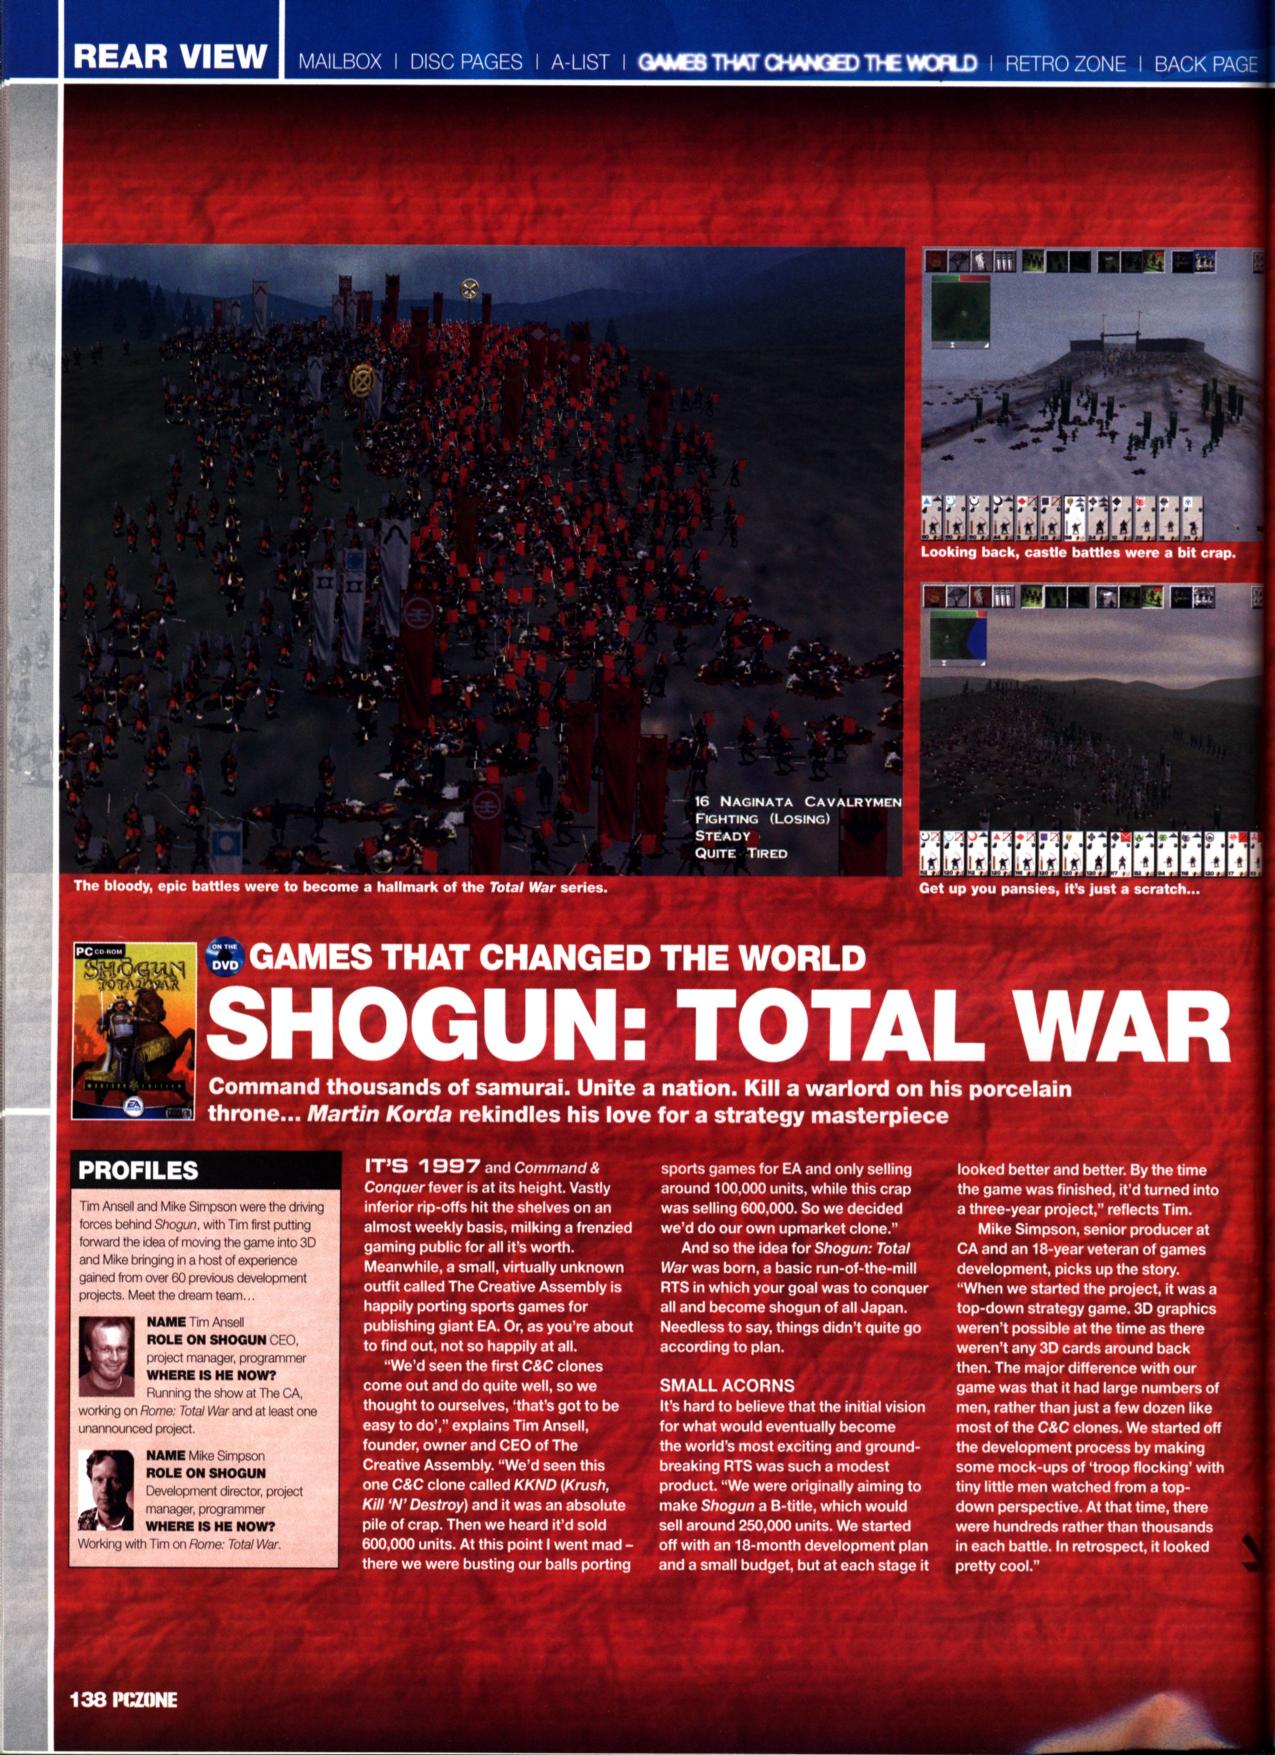 REAR VIEW
MAILBOX | DISC PAGES | A-LIST | GAMES THAT CHANGED THE WORLD | RETRO ZONE | BACK PAGE
16 NAGINATA CAVALRYMEN
FIGHTING (LOSING)
STEADY
QUITE TIRED
The bloody, epic battles were to become a hallmark of the Total War series.
Looking back, castle battles were a bit crap.
Get up you pansies, it's just a scratch...
PC CD-ROM
SHOGUN
TOTAL WAR
WARLORD EDITION
EA
ON THE
DVD
GAMES THAT CHANGED THE WORLD
SHOGUN: TOTAL WAR
Command thousands of samurai. Unite a nation. Kill a warlord on his porcelain
throne... Martin Korda rekindles his love for a strategy masterpiece
PROFILES
Tim Ansell and Mike Simpson were the driving
forces behind Shogun, with Tim first putting
forward the idea of moving the game into 3D
and Mike bringing in a host of experience
gained from over 60 previous development
projects. Meet the dream team...
NAME Tim Ansell
ROLE ON SHOGUN CEO,
project manager, programmer
WHERE IS HE NOW?
Running the show at The CA,
working on Rome: Total War and at least one
unannounced project.
NAME Mike Simpson
ROLE ON SHOGUN
Development director, project
manager, programmer
WHERE IS HE NOW?
Working with Tim on Rome: Total War.
IT'S 1997 and Command &
Conquer fever is at its height. Vastly
inferior rip-offs hit the shelves on an
almost weekly basis, milking a frenzied
gaming public for all it's worth.
Meanwhile, a small, virtually unknown
outfit called The Creative Assembly is
happily porting sports games for
publishing giant EA. Or, as you're about
to find out, not so happily at all.
"We'd seen the first C&C clones
come out and do quite well, so we
thought to ourselves, 'that's got to be
easy to do'," explains Tim Ansell,
founder, owner and CEO of The
Creative Assembly. "We'd seen this
one C&C clone called KKND (Krush,
Kill 'N' Destroy) and it was an absolute
pile of crap. Then we heard it'd sold
600,000 units. At this point I went mad –
there we were busting our balls porting
sports games for EA and only selling
around 100,000 units, while this crap
was selling 600,000. So we decided
we'd do our own upmarket clone."
And so the idea for Shogun: Total
War was born, a basic run-of-the-mill
RTS in which your goal was to conquer
all and become shogun of all Japan.
Needless to say, things didn't quite go
according to plan.
SMALL ACORNS
It's hard to believe that the initial vision
for what would eventually become
the world's most exciting and ground-
breaking RTS was such a modest
product. "We were originally aiming to
make Shogun a B-title, which would
sell around 250,000 units. We started
off with an 18-month development plan
and a small budget, but at each stage it
looked better and better. By the time
the game was finished, it'd turned into
a three-year project," reflects Tim.
Mike Simpson, senior producer at
CA and an 18-year veteran of games
development, picks up the story.
"When we started the project, it was a
top-down strategy game. 3D graphics
weren't possible at the time as there
weren't any 3D cards around back
then. The major difference with our
game was that it had large numbers of
men, rather than just a few dozen like
most of the C&C clones. We started off
the development process by making
some mock-ups of 'troop flocking' with
tiny little men watched from a top-
down perspective. At that time, there
were hundreds rather than thousands
in each battle. In retrospect, it looked
pretty cool."
138 PCZONE